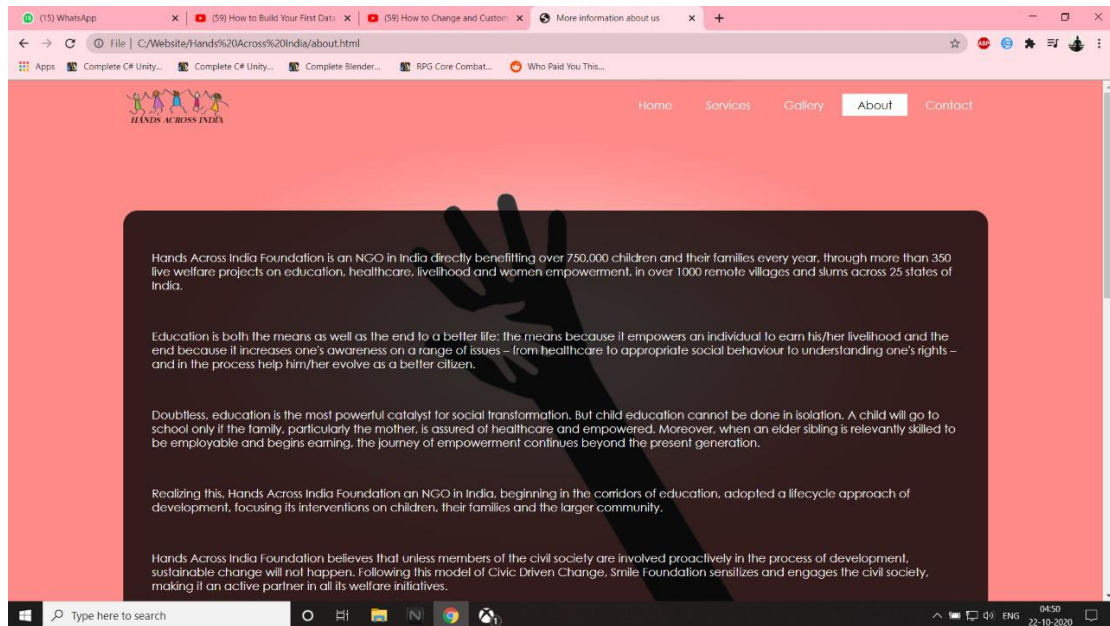 (15) WhatsApp
(59) How to Build Your First Data
(59) How to Change and Custom
More information about us
File | C:/Website/Hands%20Across%20India/about.html
ABP
Apps
Complete C# Unity...
Complete C# Unity...
Complete Blender...
RPG Core Combat...
Who Paid You This...
HANDS ACROSS INDIA
Home
Services
Gallery
About
Contact
Hands Across India Foundation is an NGO in India directly benefitting over 750,000 children and their families every year, through more than 350
live welfare projects on education, healthcare, livelihood and women empowerment, in over 1000 remote villages and slums across 25 states of
India.
Education is both the means as well as the end to a better life: the means because it empowers an individual to earn his/her livelihood and the
end because it increases one's awareness on a range of issues – from healthcare to appropriate social behaviour to understanding one's rights –
and in the process help him/her evolve as a better citizen.
Doubtless, education is the most powerful catalyst for social transformation. But child education cannot be done in isolation. A child will go to
school only if the family, particularly the mother, is assured of healthcare and empowered. Moreover, when an elder sibling is relevantly skilled to
be employable and begins earning, the journey of empowerment continues beyond the present generation.
Realizing this, Hands Across India Foundation an NGO in India, beginning in the corridors of education, adopted a lifecycle approach of
development, focusing its interventions on children, their families and the larger community.
Hands Across India Foundation believes that unless members of the civil society are involved proactively in the process of development,
sustainable change will not happen. Following this model of Civic Driven Change, Smile Foundation sensitizes and engages the civil society,
making it an active partner in all its welfare initiatives.
Type here to search
ENG
04:50
22-10-2020